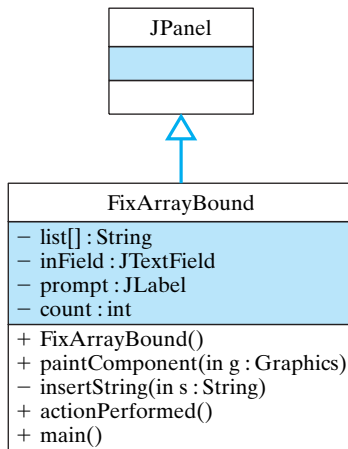 JPanel
FixArrayBound
− list[] : String
− inField : JTextField
− prompt : JLabel
− count : int
+ FixArrayBound()
+ paintComponent(in g : Graphics)
− insertString(in s : String)
+ actionPerformed()
+ main()